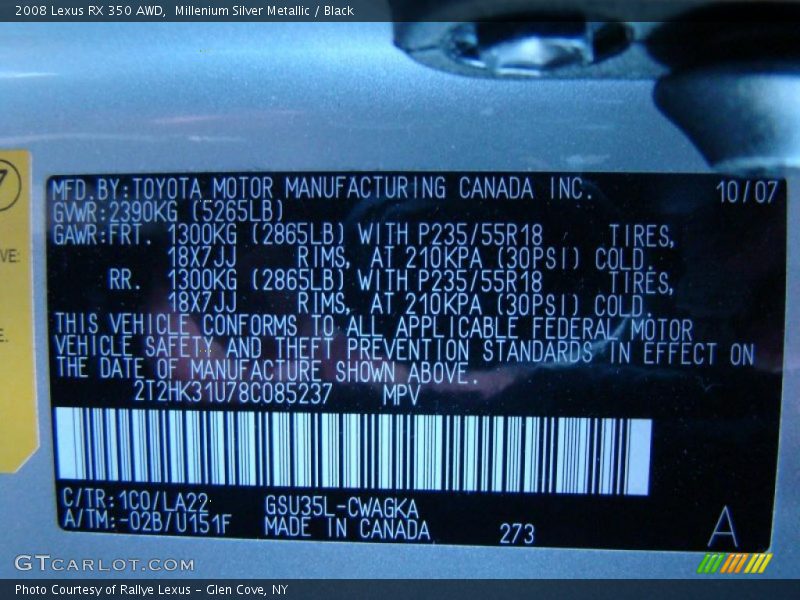 2008 Lexus RX 350 AWD, Millenium Silver Metallic / Black
7
VE:
E.
MFD.BY:TOYOTA MOTOR MANUFACTURING CANADA INC. 10/07
GVWR:2390KG (5265LB)
GAWR:FRT. 1300KG (2865LB) WITH P235/55R18 TIRES,
18X7JJ RIMS, AT 210KPA (30PSI) COLD.
RR. 1300KG (2865LB) WITH P235/55R18 TIRES,
18X7JJ RIMS, AT 210KPA (30PSI) COLD.
THIS VEHICLE CONFORMS TO ALL APPLICABLE FEDERAL MOTOR
VEHICLE SAFETY AND THEFT PREVENTION STANDARDS IN EFFECT ON
THE DATE OF MANUFACTURE SHOWN ABOVE.
2T2HK31U78C085237 MPV
C/TR:1C0/LA22 GSU35L-CWAGKA
A/TM:-02B/U151F MADE IN CANADA 273 A
GTCARLOT.COM
Photo Courtesy of Rallye Lexus - Glen Cove, NY